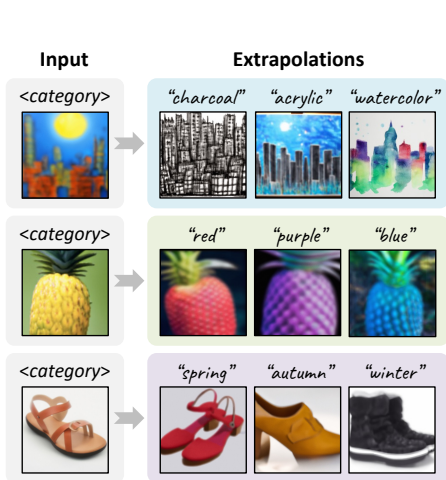 Input
Extrapolations
<category>
“charcoal” “acrylic” “watercolor”
<category>
“red” “purple” “blue”
<category>
“spring” “autumn” “winter”